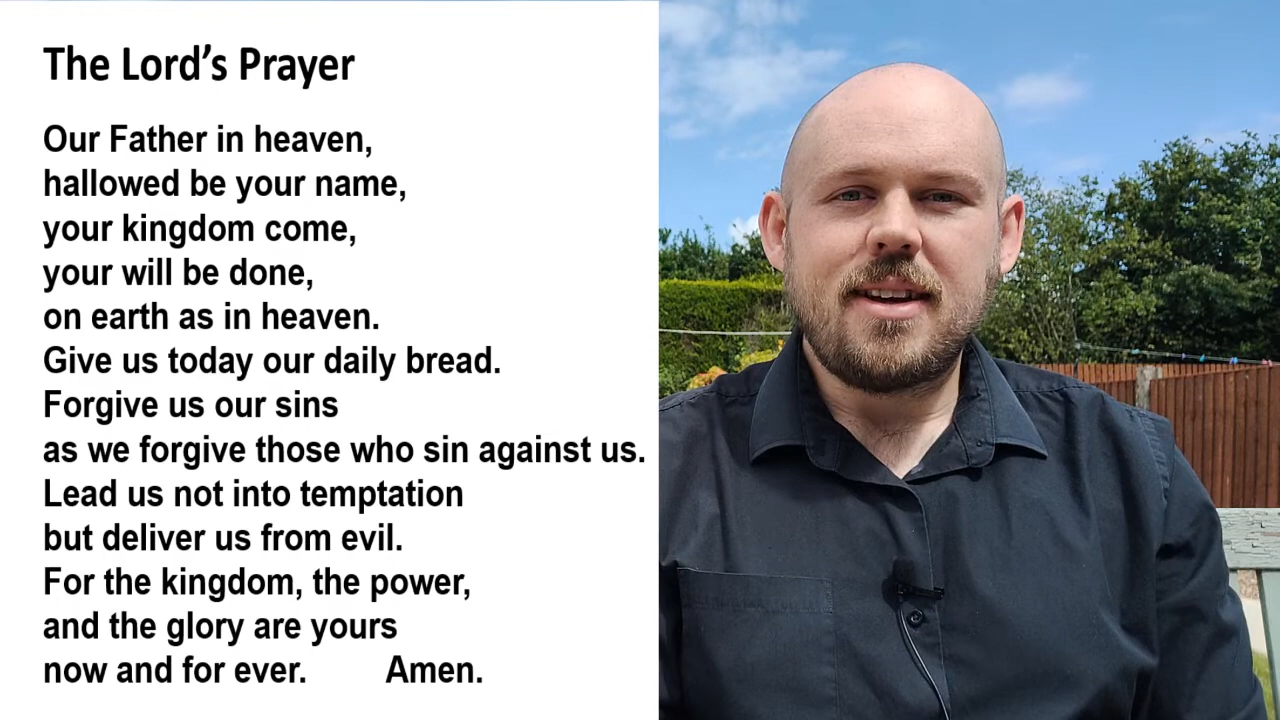 The Lord’s Prayer
Our Father in heaven,
hallowed be your name,
your kingdom come,
your will be done,
on earth as in heaven.
Give us today our daily bread.
Forgive us our sins
as we forgive those who sin against us.
Lead us not into temptation
but deliver us from evil.
For the kingdom, the power,
and the glory are yours
now and for ever. Amen.